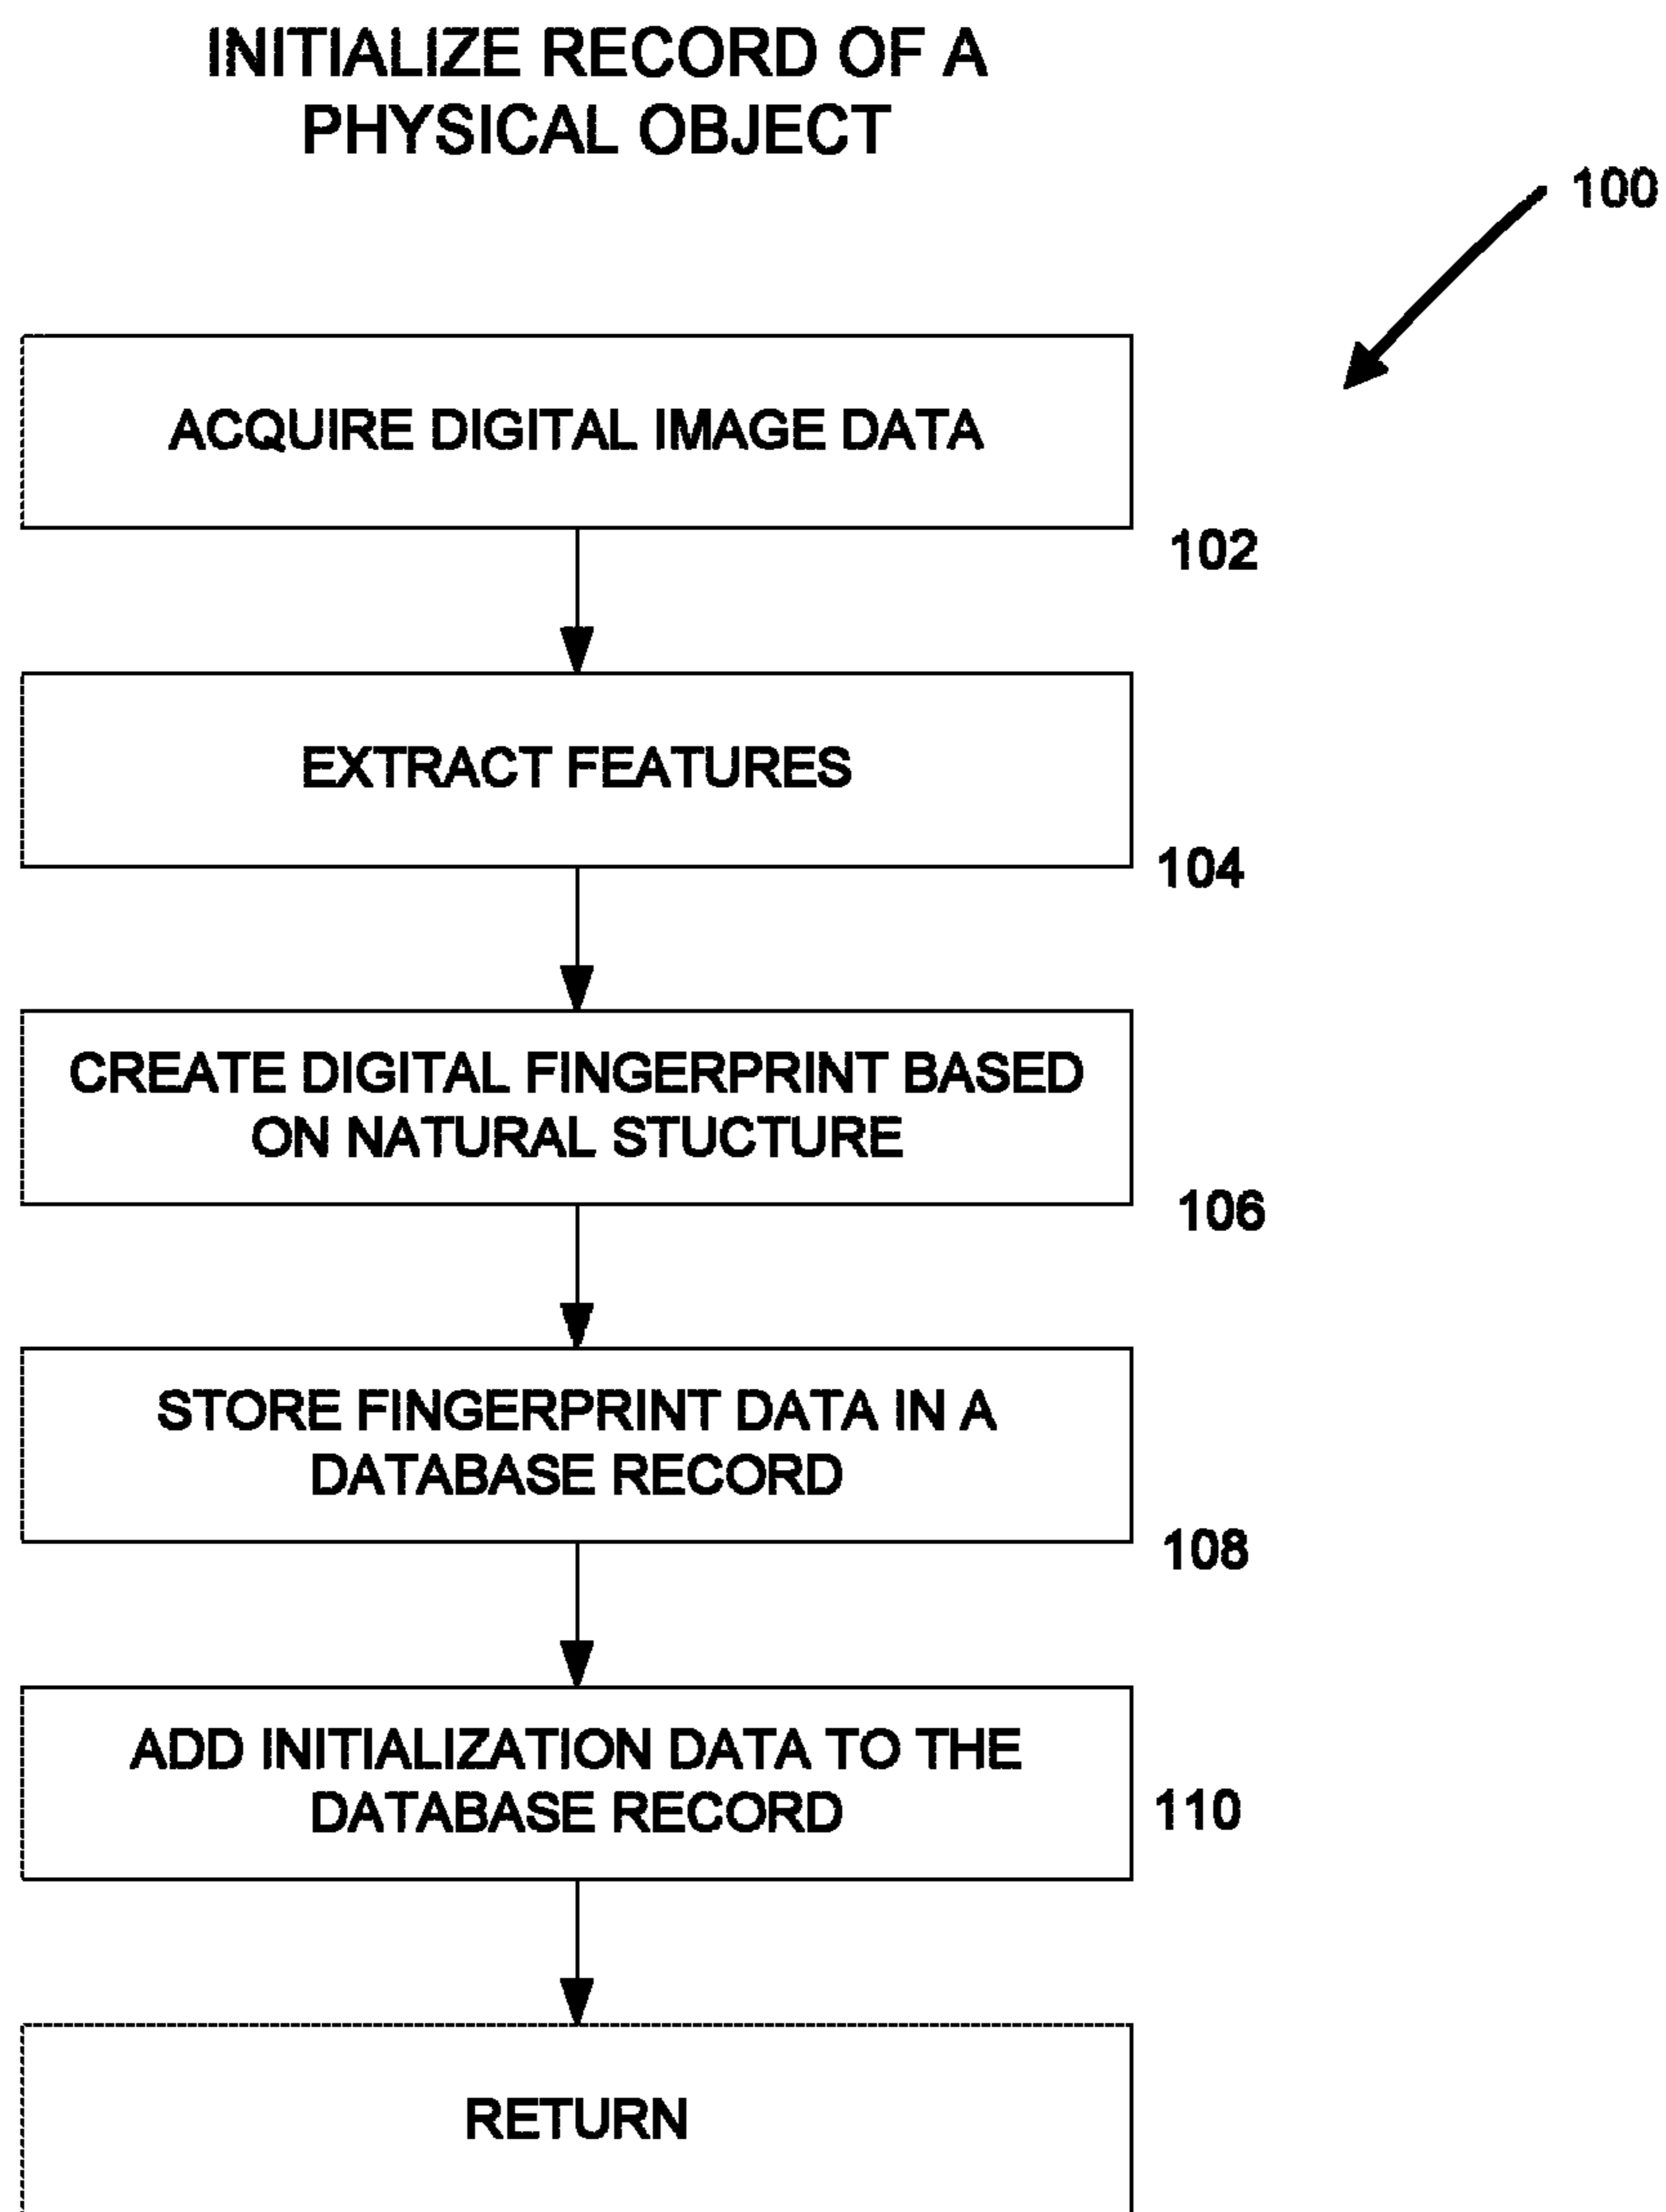 INITIALIZE RECORD OF A
PHYSICAL OBJECT
100
ACQUIRE DIGITAL IMAGE DATA
102
EXTRACT FEATURES
104
CREATE DIGITAL FINGERPRINT BASED
ON NATURAL STUCTURE
106
STORE FINGERPRINT DATA IN A
DATABASE RECORD
108
ADD INITIALIZATION DATA TO THE
DATABASE RECORD
110
RETURN